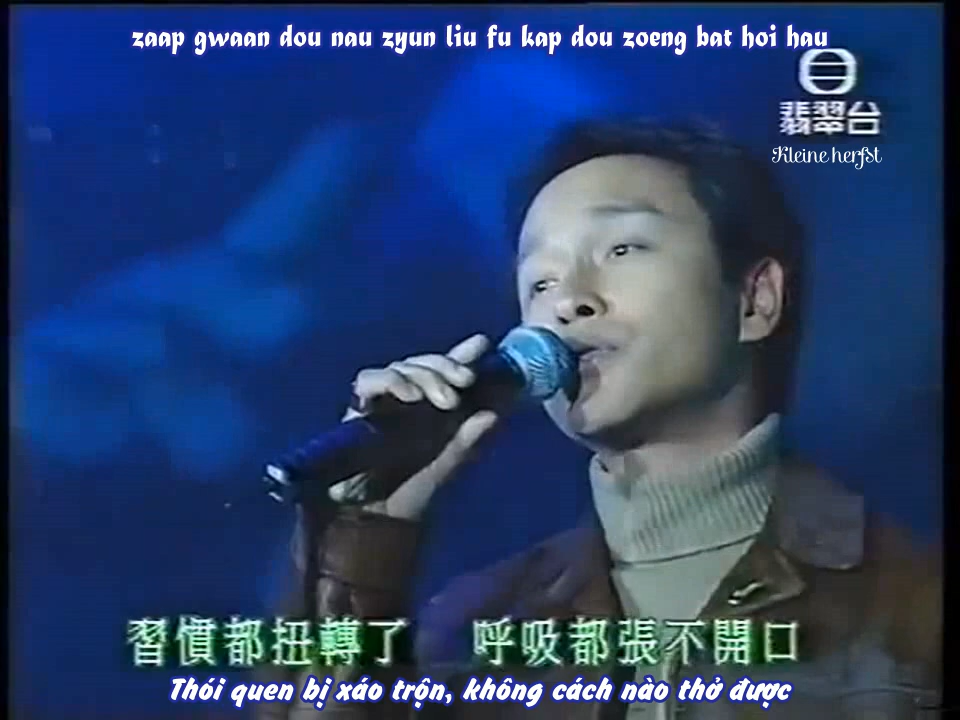 zaap gwaan dou nau zyun liu fu kap dou zoeng bat hoi hau
翡翠台
Kleine herfst
習慣都扭轉了 呼吸都張不開口
Thói quen bị xáo trộn, không cách nào thở được